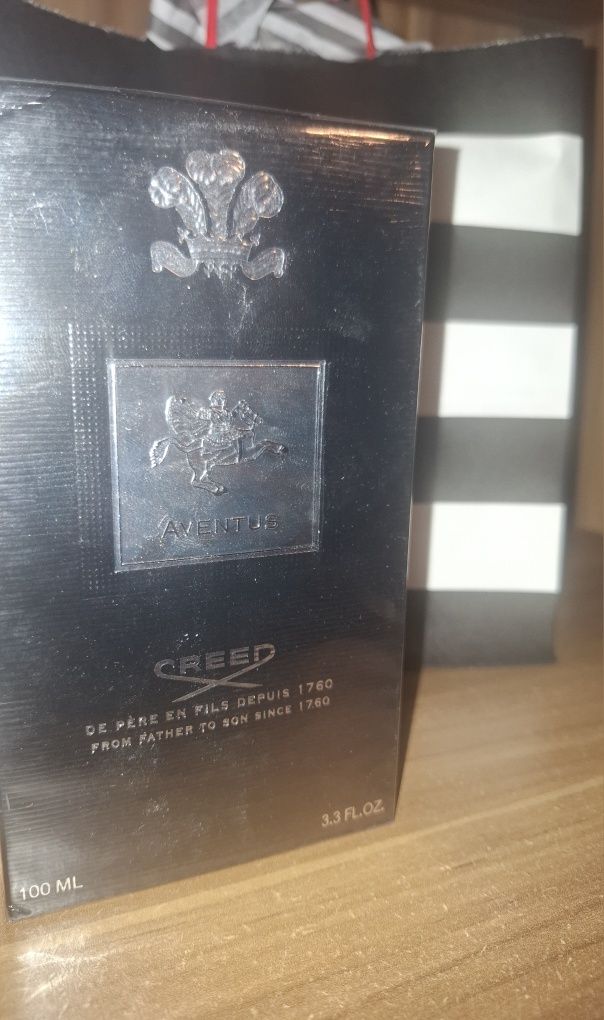 AVENTUS
CREED
DE PÈRE EN FILS DEPUIS 1760
FROM FATHER TO SON SINCE 1760
3.3 FL.OZ.
100 ML